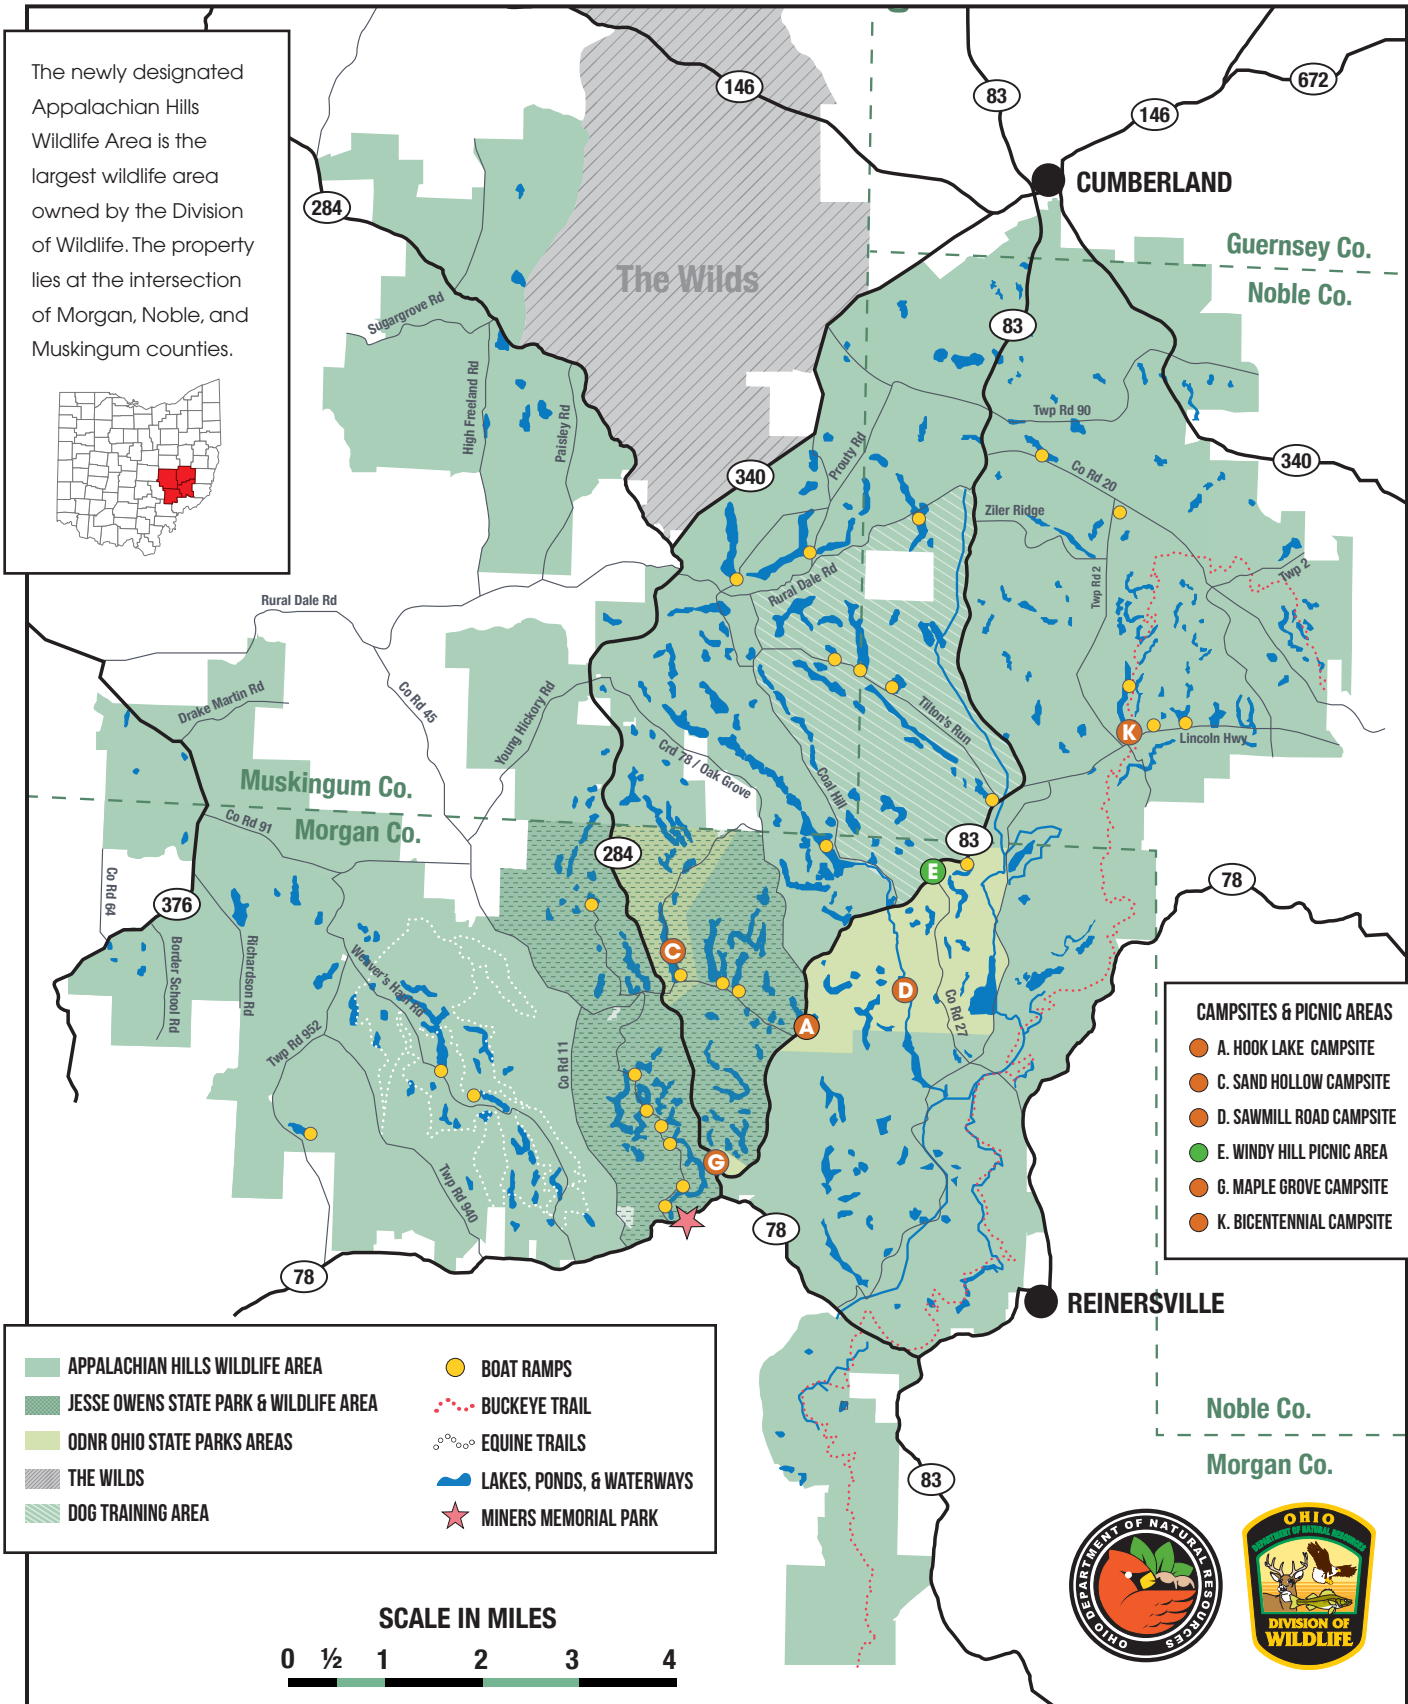 The newly designated
Appalachian Hills
Wildlife Area is the
largest wildlife area
owned by the Division
of Wildlife. The property
lies at the intersection
of Morgan, Noble, and
Muskingum counties.
146
83
672
146
284
CUMBERLAND
Guernsey Co.
Noble Co.
The Wilds
Sugargrove Rd
83
High Freeland Rd
Paisley Rd
Twp Rd 90
Prouty Rd
340
340
Co Rd 20
Ziler Ridge
Rural Dale Rd
Twp Rd 2
Twp 2
Rural Dale Rd
Drake Martin Rd
Co Rd 45
Young Hickory Rd
Tilton's Run
K
Lincoln Hwy
Crd 78 / Oak Grove
Coal Hill
Muskingum Co.
Morgan Co.
Co Rd 91
284
83
E
78
Co Rd 64
376
Border School Rd
Richardson Rd
Weaver's Hall Rd
C
D
A
Co Rd 27
Twp Rd 952
Co Rd 11
Twp Rd 940
G
78
78
REINERSVILLE
CAMPSITES & PICNIC AREAS
A. HOOK LAKE CAMPSITE
C. SAND HOLLOW CAMPSITE
D. SAWMILL ROAD CAMPSITE
E. WINDY HILL PICNIC AREA
G. MAPLE GROVE CAMPSITE
K. BICENTENNIAL CAMPSITE
APPALACHIAN HILLS WILDLIFE AREA
JESSE OWENS STATE PARK & WILDLIFE AREA
ODNR OHIO STATE PARKS AREAS
THE WILDS
DOG TRAINING AREA
BOAT RAMPS
BUCKEYE TRAIL
EQUINE TRAILS
LAKES, PONDS, & WATERWAYS
MINERS MEMORIAL PARK
Noble Co.
Morgan Co.
83
SCALE IN MILES
0 ½ 1 2 3 4
OHIO DEPARTMENT OF NATURAL RESOURCES
OHIO
DEPARTMENT OF NATURAL RESOURCES
DIVISION OF
WILDLIFE